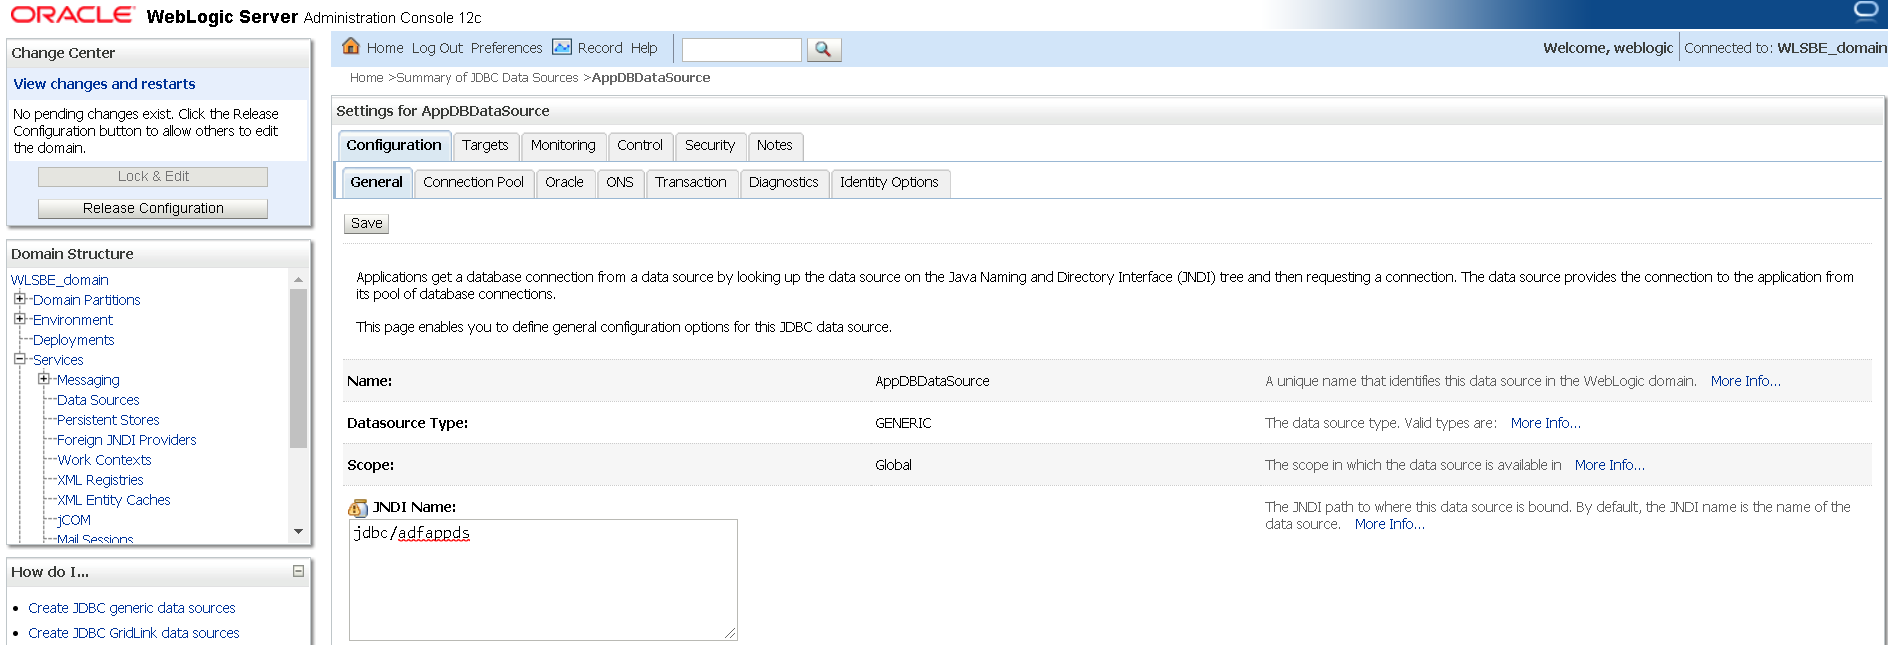 ORACLE WebLogic Server Administration Console 12c
Change Center
View changes and restarts
No pending changes exist. Click the Release
Configuration button to allow others to edit
the domain.
Lock & Edit
Release Configuration
Domain Structure
WLSBE_domain
Domain Partitions
Environment
Deployments
Services
Messaging
Data Sources
Persistent Stores
Foreign JNDI Providers
Work Contexts
XML Registries
XML Entity Caches
jCOM
Mail Sessions
How do I...
Create JDBC generic data sources
Create JDBC GridLink data sources
Home Log Out Preferences Record Help
Welcome, weblogic Connected to: WLSBE_domain
Home >Summary of JDBC Data Sources >AppDBDataSource
Settings for AppDBDataSource
Configuration Targets Monitoring Control Security Notes
General Connection Pool Oracle ONS Transaction Diagnostics Identity Options
Save
Applications get a database connection from a data source by looking up the data source on the Java Naming and Directory Interface (JNDI) tree and then requesting a connection. The data source provides the connection to the application from
its pool of database connections.
This page enables you to define general configuration options for this JDBC data source.
Name: AppDBDataSource A unique name that identifies this data source in the WebLogic domain. More Info...
Datasource Type: GENERIC The data source type. Valid types are: More Info...
Scope: Global The scope in which the data source is available in More Info...
JNDI Name:
jdbc/adfappds
The JNDI path to where this data source is bound. By default, the JNDI name is the name of the
data source. More Info...